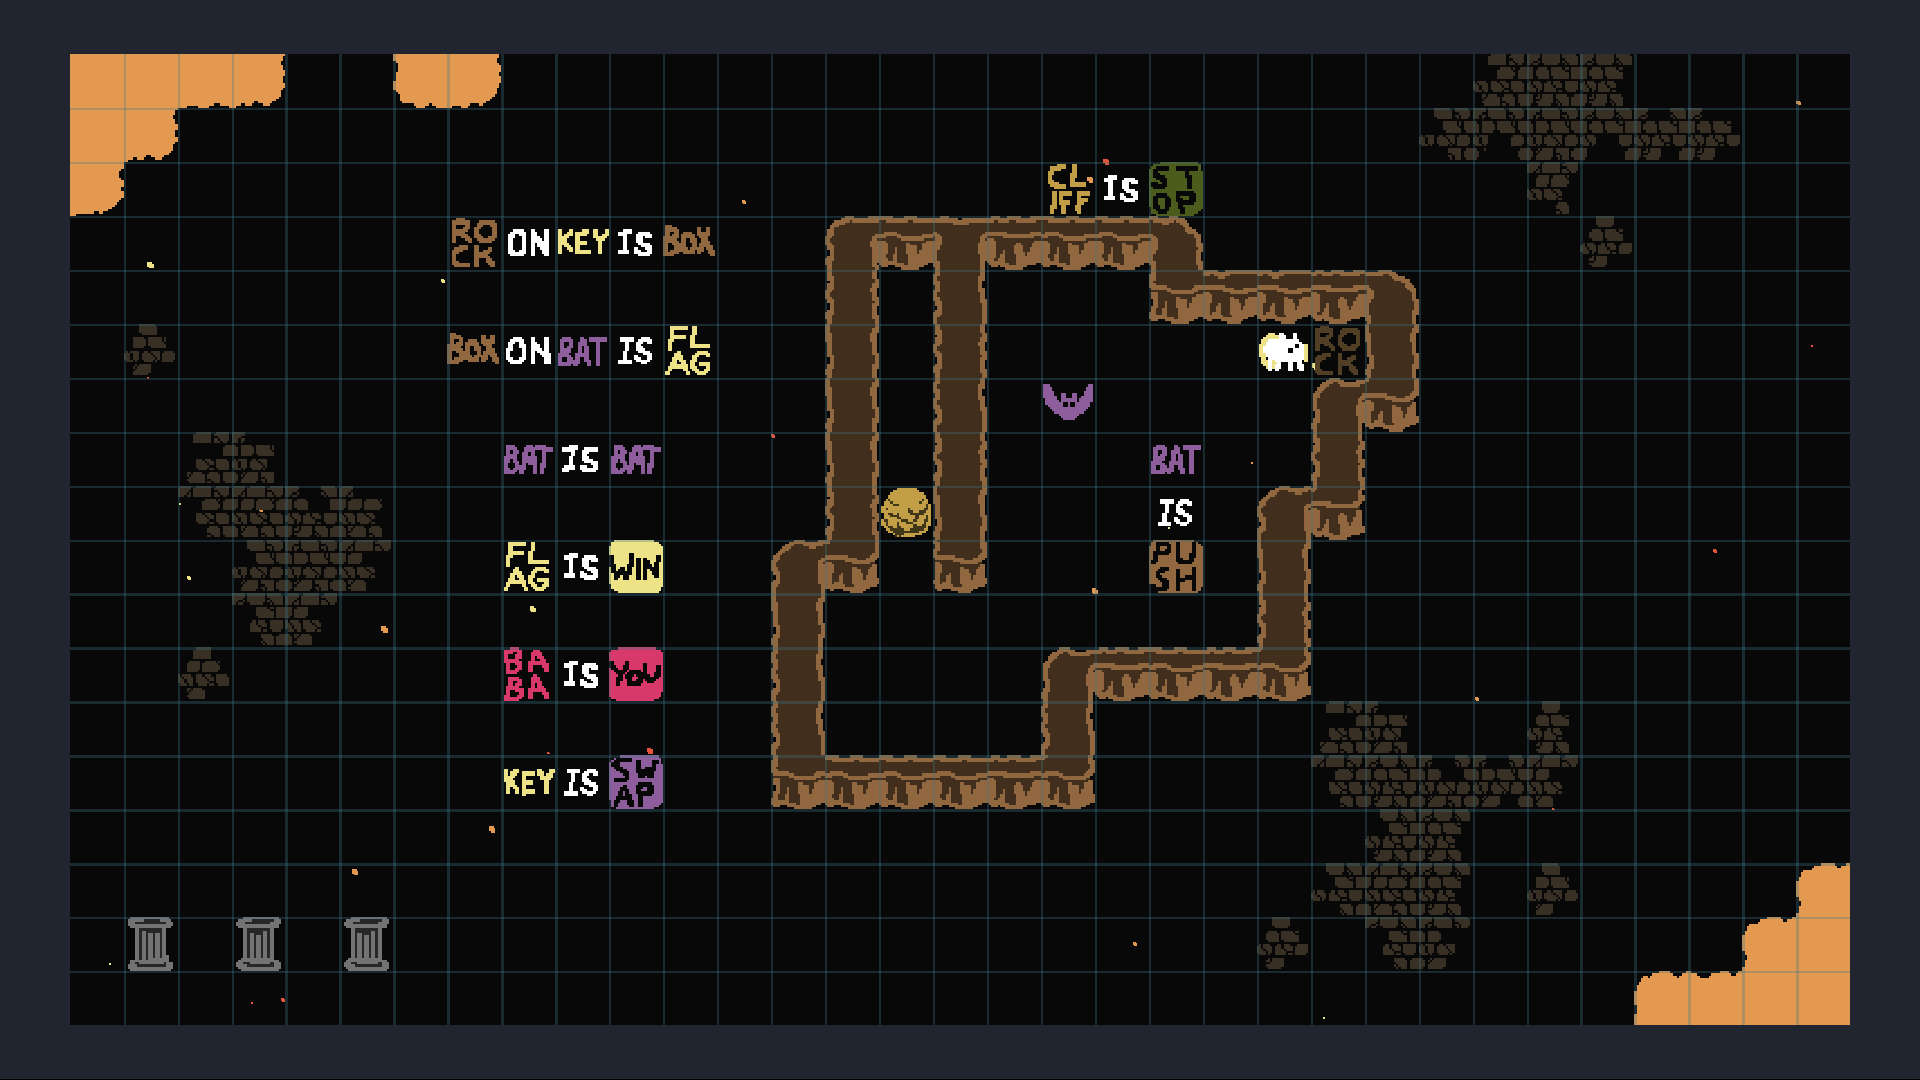 CLIFF IS STOP
ROCK ON KEY IS BOX
BOX ON BAT IS FLAG
ROCK
BAT IS BAT
BAT
IS
PUSH
FLAG IS WIN
BABA IS YOU
KEY IS SWAP